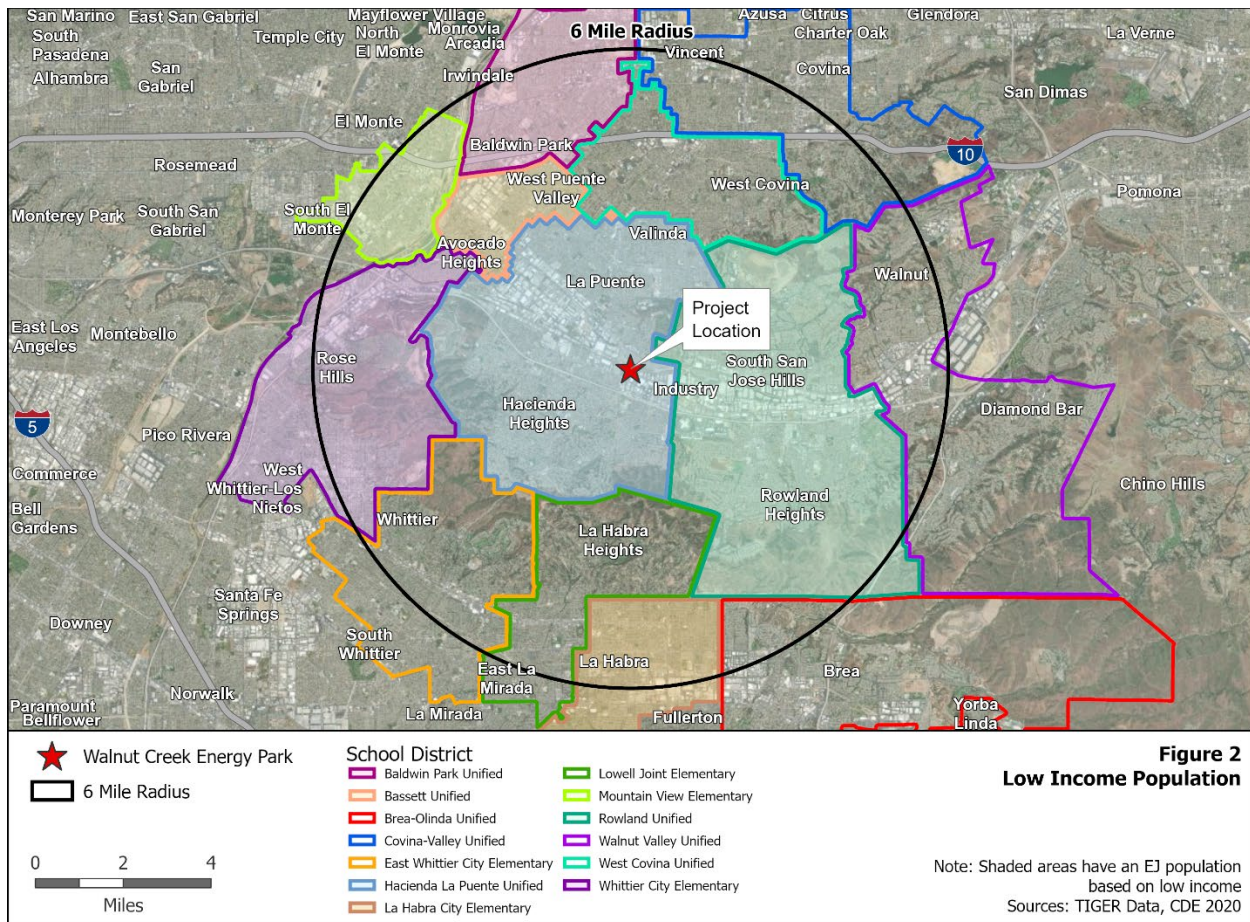 San Marino
East San Gabriel
Mayflower Village
North
El Monte
Monrovia
Arcadia
6 Mile Radius
Azusa
Citrus
Glendora
South
Pasadena
Temple City
Vincent
Charter Oak
La Verne
Alhambra
San
Gabriel
Irwindale
Covina
San Dimas
El Monte
10
Rosemead
Baldwin Park
West Puente
Valley
West Covina
Pomona
Monterey Park
South San
Gabriel
South El
Monte
Avocado
Heights
Valinda
Walnut
La Puente
Project
Location
East Los
Angeles
Montebello
Rose
Hills
South San
Jose Hills
Industry
Diamond Bar
Hacienda
Heights
5
Pico Rivera
Commerce
West
Whittier-Los
Nietos
Chino Hills
Bell
Gardens
Whittier
La Habra
Heights
Rowland
Heights
Santa Fe
Springs
Downey
South
Whittier
East La
Mirada
La Habra
Brea
Norwalk
Paramount
Bellflower
La Mirada
Fullerton
Yorba
Linda
Walnut Creek Energy Park
6 Mile Radius
0 2 4
Miles
School District
Baldwin Park Unified
Bassett Unified
Brea-Olinda Unified
Covina-Valley Unified
East Whittier City Elementary
Hacienda La Puente Unified
La Habra City Elementary
Lowell Joint Elementary
Mountain View Elementary
Rowland Unified
Walnut Valley Unified
West Covina Unified
Whittier City Elementary
Figure 2
Low Income Population
Note: Shaded areas have an EJ population
based on low income
Sources: TIGER Data, CDE 2020